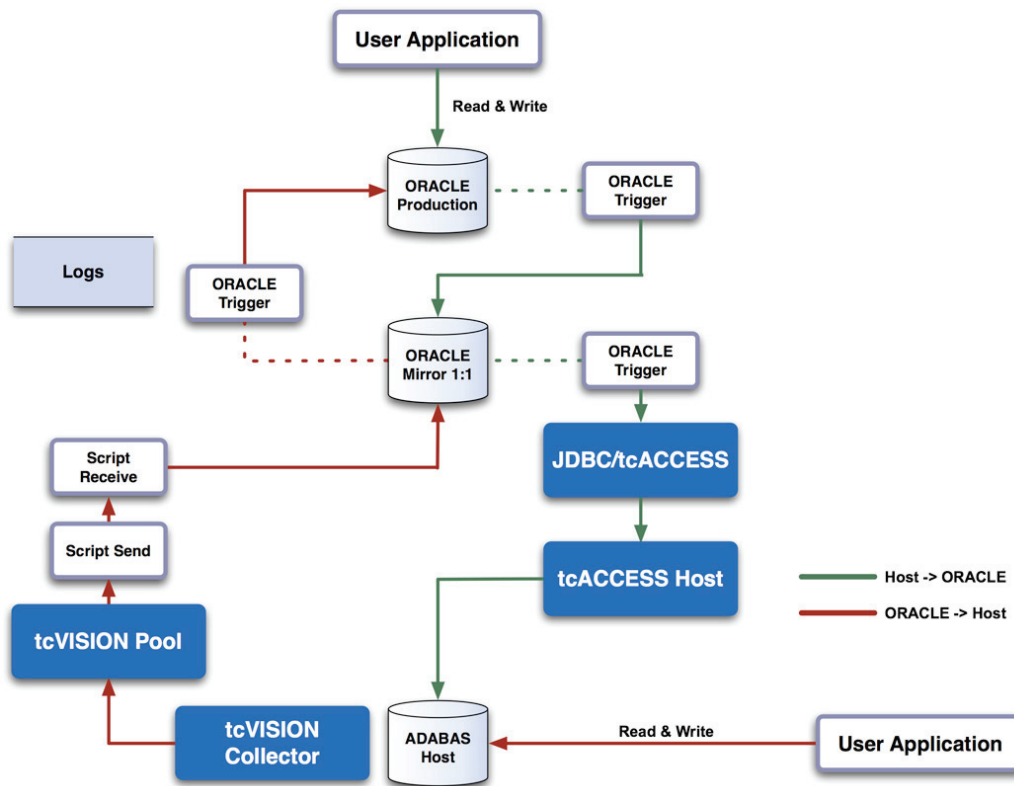 User Application
Read & Write
ORACLE
Production
ORACLE
Trigger
Logs
ORACLE
Trigger
ORACLE
Mirror 1:1
ORACLE
Trigger
Script
Receive
JDBC/tcACCESS
Script Send
tcACCESS Host
Host -> ORACLE
ORACLE -> Host
tcVISION Pool
tcVISION
Collector
ADABAS
Host
Read & Write
User Application